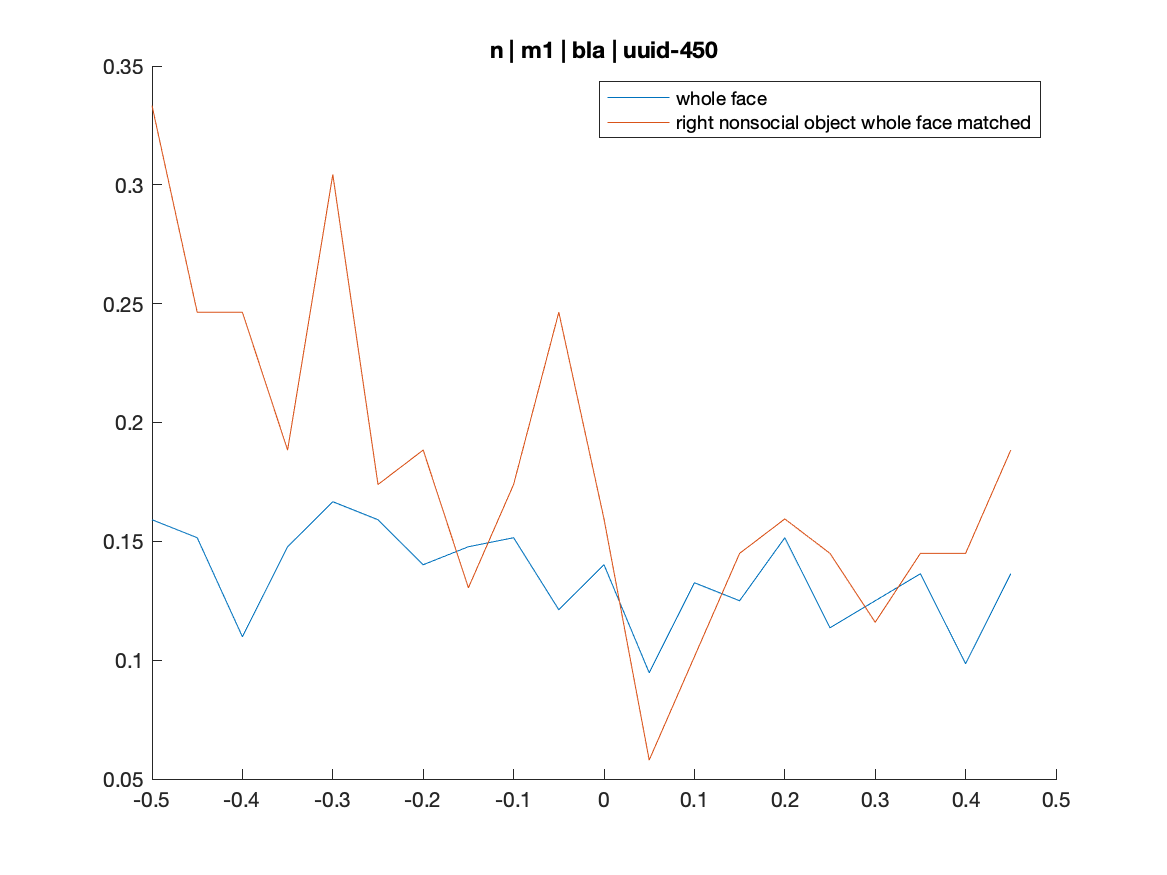 n | m1 | bla | uuid-450
whole face
right nonsocial object whole face matched
0.35
0.3
0.25
0.2
0.15
0.1
0.05
-0.5 -0.4 -0.3 -0.2 -0.1 0 0.1 0.2 0.3 0.4 0.5